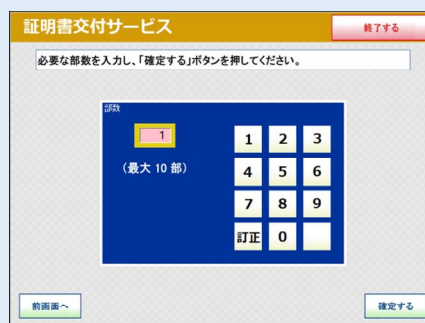 証明書交付サービス
終了する
必要な部数を入力し、「確定する」ボタンを押してください。
部数
1
(最大 10 部)
1 2 3
4 5 6
7 8 9
訂正 0
前画面へ
確定する